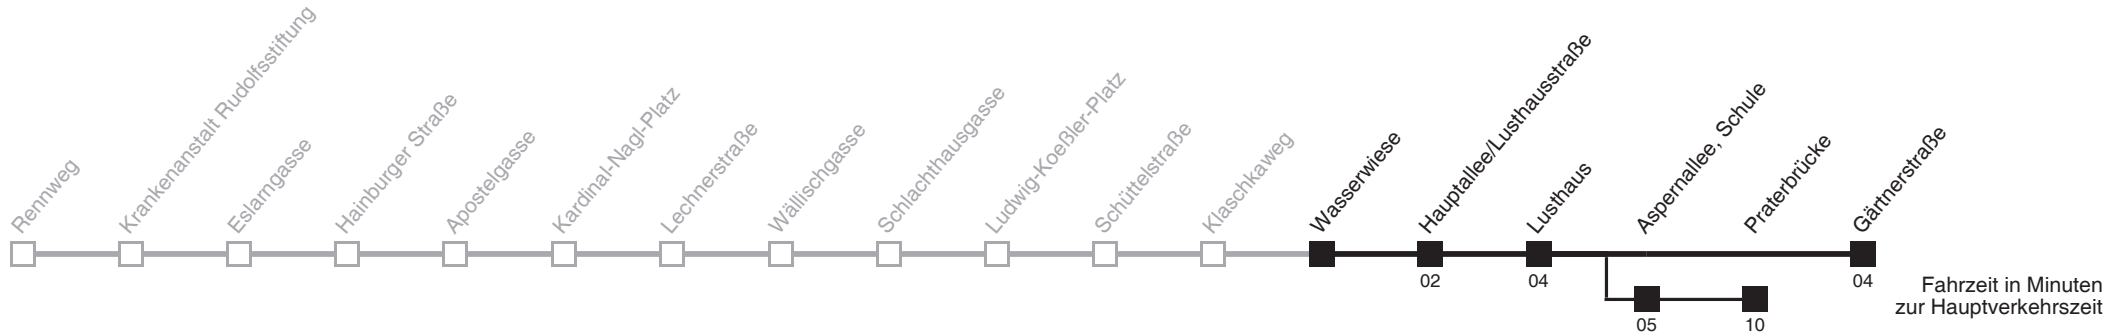 Rennweg
Krankenanstalt Rudolfsstiftung
Eslarngasse
Hainburger Straße
Apostelgasse
Kardinal-Nagl-Platz
Lechnerstraße
Wällischgasse
Schlachthausgasse
Ludwig-Koeßler-Platz
Schüttelstraße
Klaschkaweg
Wasserwiese
Hauptallee/Lusthausstraße
Lusthaus
Aspernallee, Schule
Praterbrücke
Gärtnerstraße
02
04
04
05
10
Fahrzeit in Minuten
zur Hauptverkehrszeit